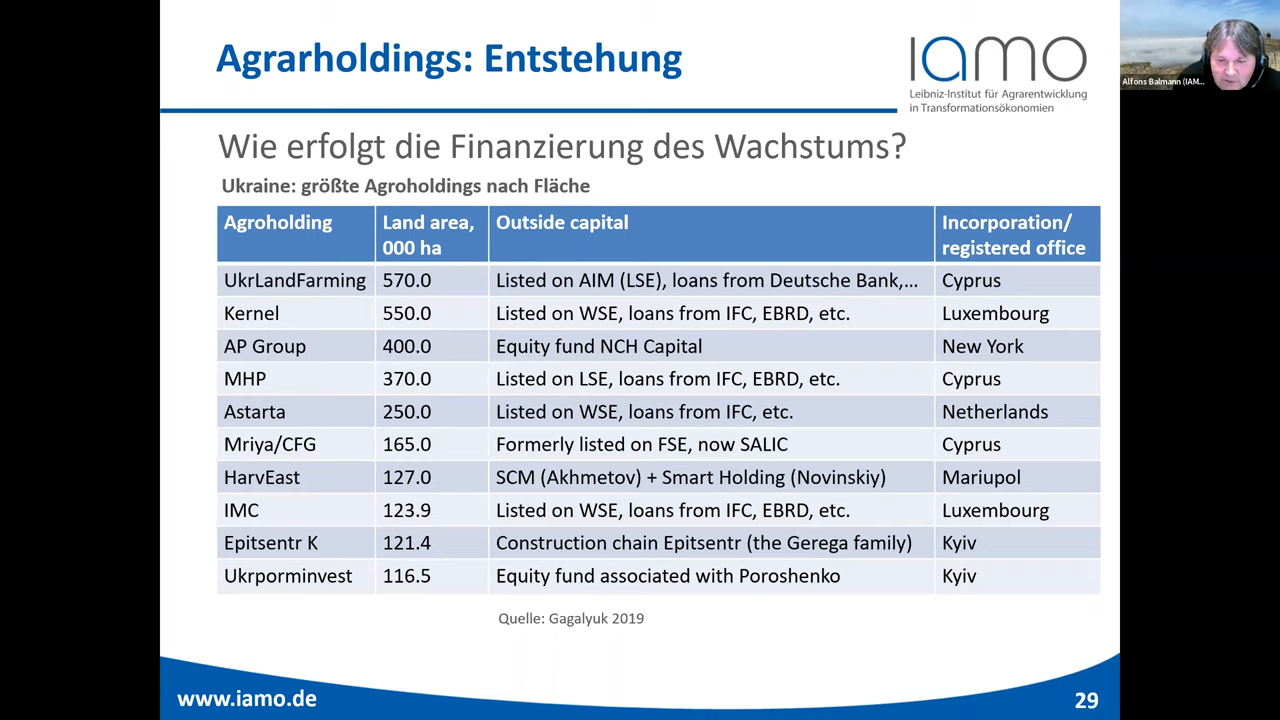 Agrarholdings: Entstehung
iamo
Leibniz-Institut für Agrarentwicklung
in Transformationsökonomien
Alfons Balmann (IAM...
Wie erfolgt die Finanzierung des Wachstums?
Ukraine: größte Agroholdings nach Fläche
Agroholding Land area, 000 ha Outside capital Incorporation/ registered office
UkrLandFarming 570.0 Listed on AIM (LSE), loans from Deutsche Bank,... Cyprus
Kernel 550.0 Listed on WSE, loans from IFC, EBRD, etc. Luxembourg
AP Group 400.0 Equity fund NCH Capital New York
MHP 370.0 Listed on LSE, loans from IFC, EBRD, etc. Cyprus
Astarta 250.0 Listed on WSE, loans from IFC, etc. Netherlands
Mriya/CFG 165.0 Formerly listed on FSE, now SALIC Cyprus
HarvEast 127.0 SCM (Akhmetov) + Smart Holding (Novinskiy) Mariupol
IMC 123.9 Listed on WSE, loans from IFC, EBRD, etc. Luxembourg
Epitsentr K 121.4 Construction chain Epitsentr (the Gerega family) Kyiv
Ukrporminvest 116.5 Equity fund associated with Poroshenko Kyiv
Quelle: Gagalyuk 2019
www.iamo.de
29